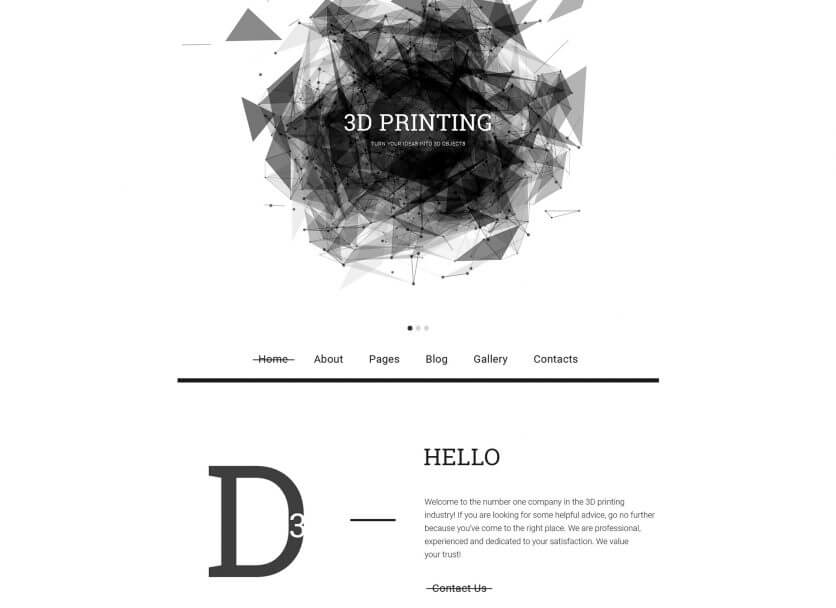 3D PRINTING
TURN YOUR IDEAS INTO 3D OBJECTS
Home About Pages Blog Gallery Contacts
D
3
HELLO
Welcome to the number one company in the 3D printing
industry! If you are looking for some helpful advice, go no further
because you've come to the right place. We are professional,
experienced and dedicated to your satisfaction. We value
your trust!
Contact Us